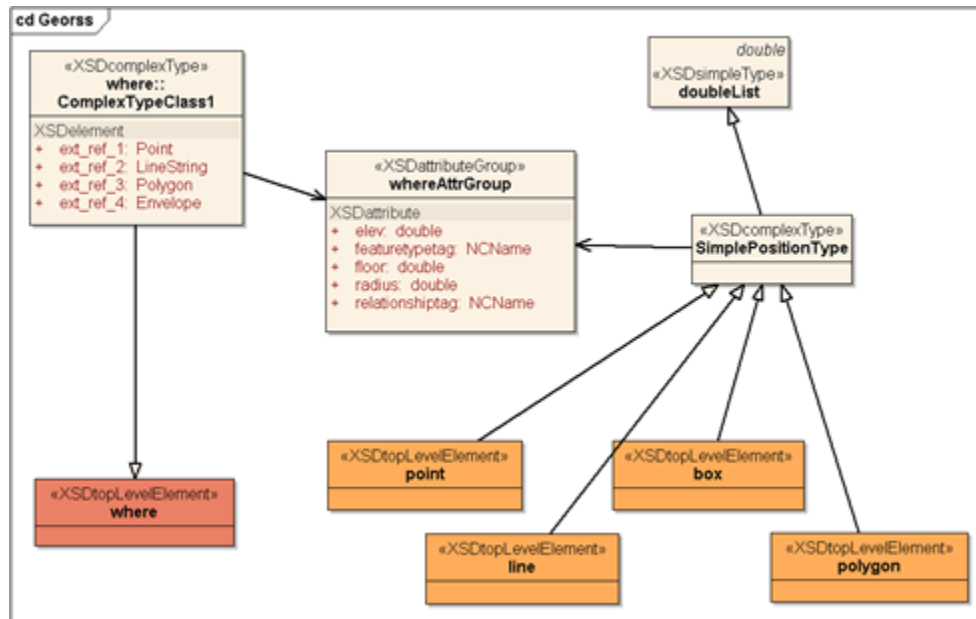 cd Georss
«XSDcomplexType»
where::
ComplexTypeClass1
XSDelement
+ ext_ref_1: Point
+ ext_ref_2: LineString
+ ext_ref_3: Polygon
+ ext_ref_4: Envelope
«XSDattributeGroup»
whereAttrGroup
XSDattribute
+ elev: double
+ featuretypetag: NCName
+ floor: double
+ radius: double
+ relationshiptag: NCName
double
«XSDsimpleType»
doubleList
«XSDcomplexType»
SimplePositionType
«XSDtopLevelElement»
where
«XSDtopLevelElement»
point
«XSDtopLevelElement»
box
«XSDtopLevelElement»
line
«XSDtopLevelElement»
polygon